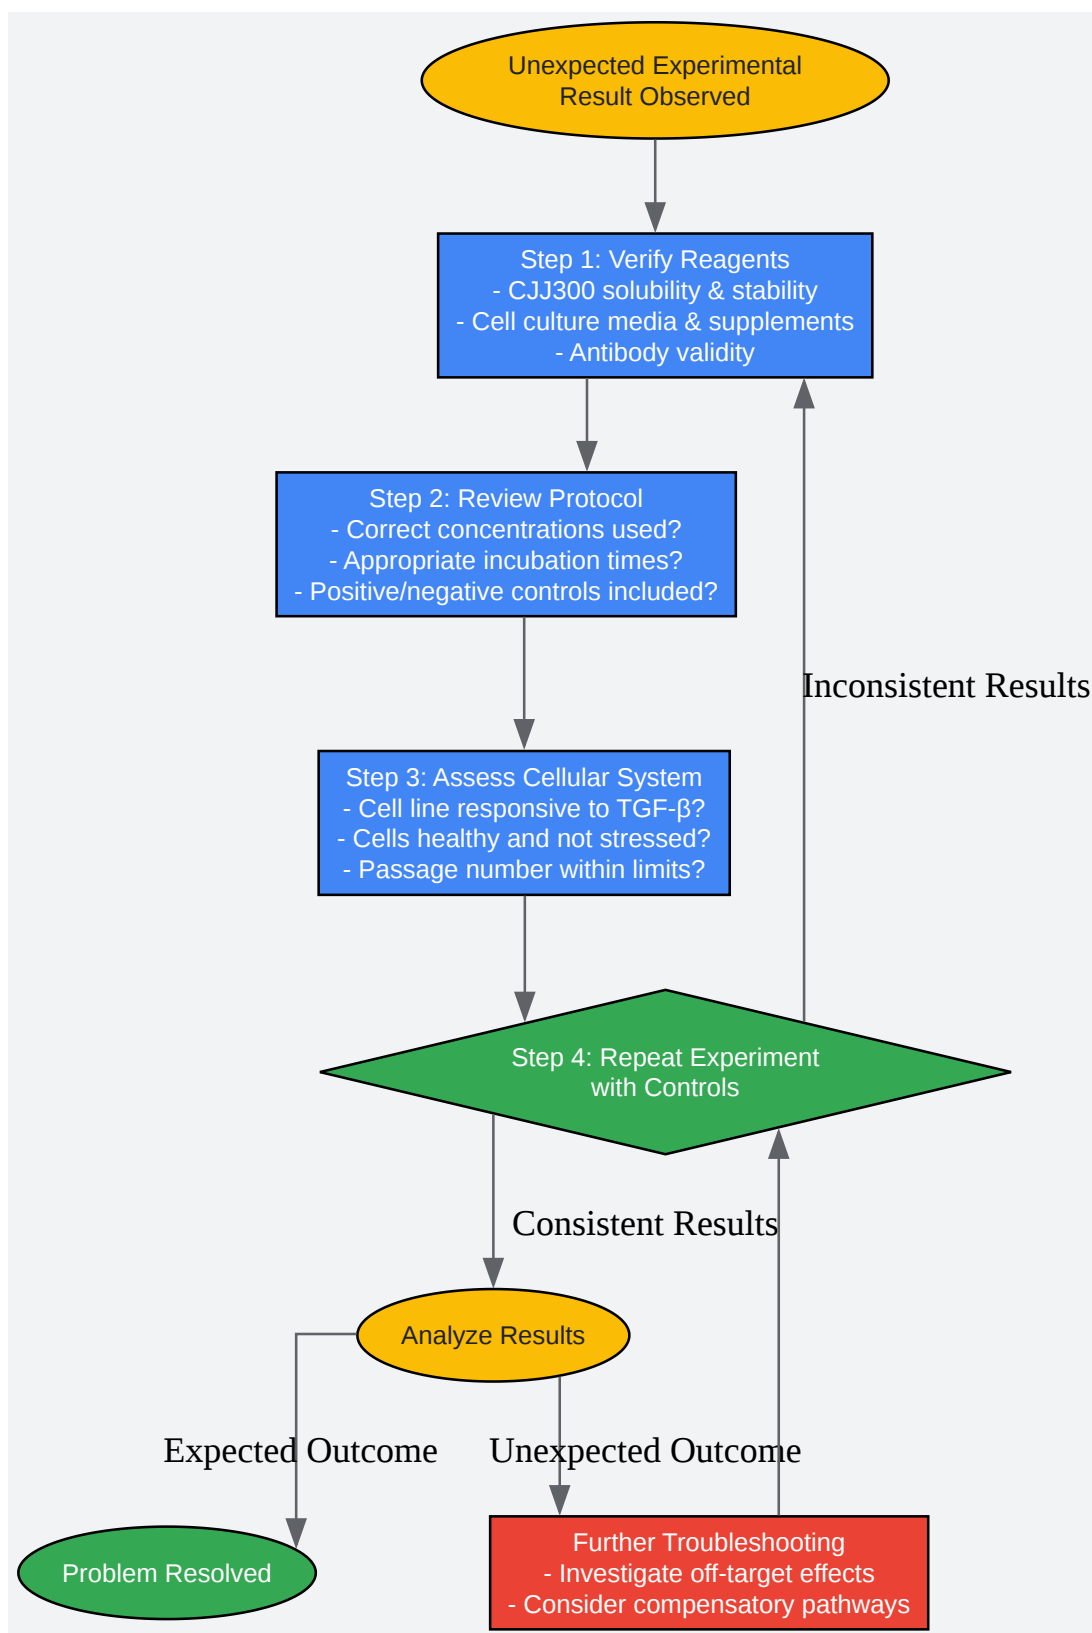 Unexpected Experimental
Result Observed
Step 1: Verify Reagents
- CJJ300 solubility & stability
- Cell culture media & supplements
- Antibody validity
Step 2: Review Protocol
- Correct concentrations used?
- Appropriate incubation times?
- Positive/negative controls included?
Inconsistent Results
Step 3: Assess Cellular System
- Cell line responsive to TGF-β?
- Cells healthy and not stressed?
- Passage number within limits?
Step 4: Repeat Experiment
with Controls
Consistent Results
Analyze Results
Expected Outcome
Unexpected Outcome
Problem Resolved
Further Troubleshooting
- Investigate off-target effects
- Consider compensatory pathways